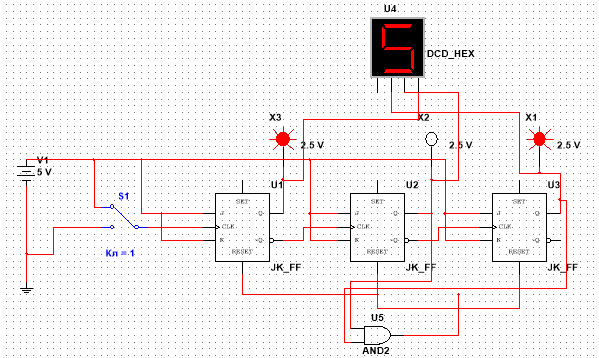 U4
5
DCD_HEX
X3
2.5 V
X2
2.5 V
X1
2.5 V
V1
5 V
S1
Кл = 1
U1
SET
J
Q
CLK
K
~Q
RESET
JK_FF
U2
SET
J
Q
CLK
K
~Q
RESET
JK_FF
U3
SET
J
Q
CLK
K
~Q
RESET
JK_FF
U5
AND2